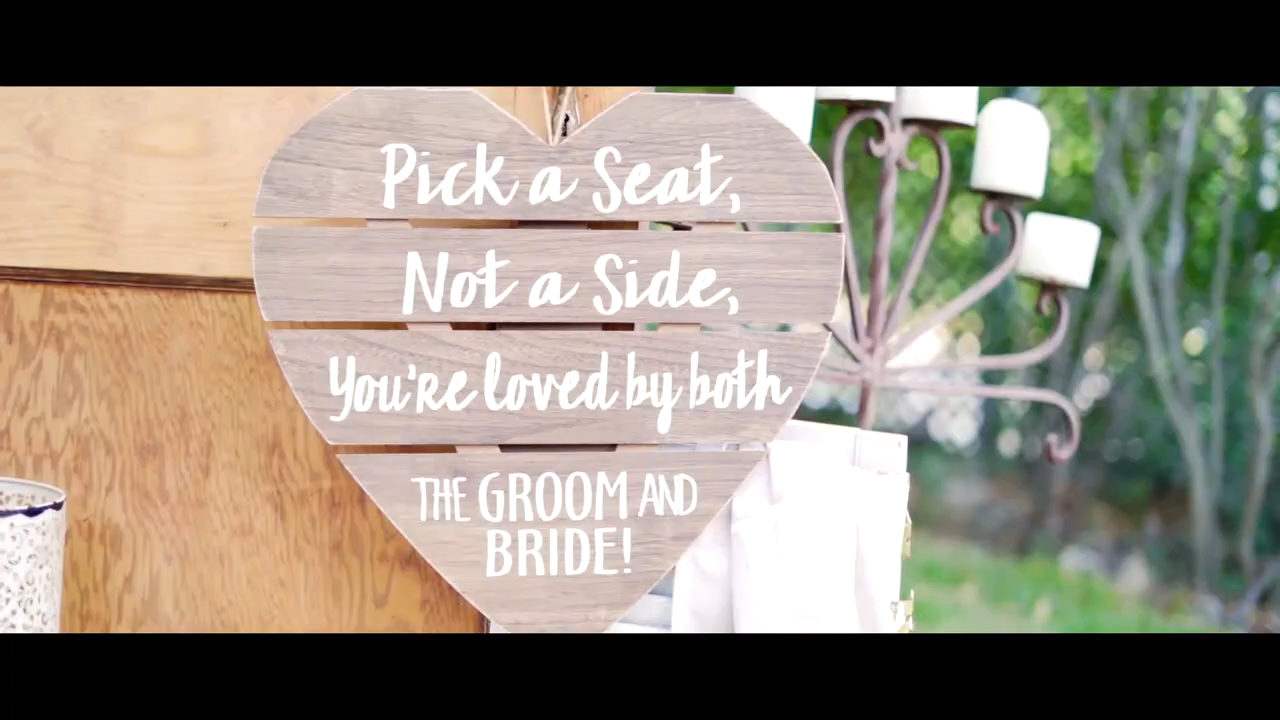 Pick a Seat,
Not a Side,
You're loved by both
THE GROOM AND
BRIDE!